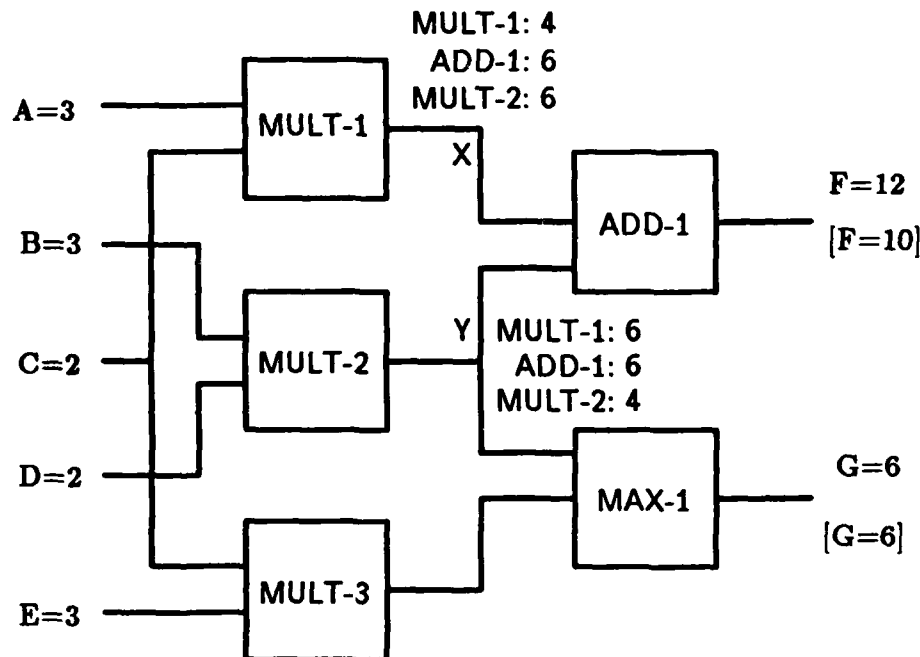 MULT-1: 4
ADD-1: 6
MULT-2: 6
A=3
MULT-1
X
F=12
ADD-1
[F=10]
B=3
Y
MULT-1: 6
C=2
MULT-2
ADD-1: 6
MULT-2: 4
D=2
G=6
MAX-1
[G=6]
MULT-3
E=3